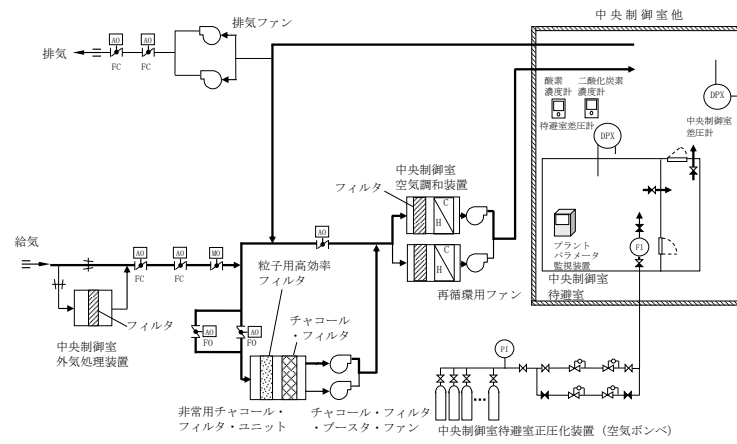 中央制御室他
排気ファン
排気
AO
AO
FC
FC
酸素
濃度計
二酸化炭素
濃度計
待避室差圧計
DPX
DPX
中央制御室
差圧計
中央制御室
空気調和装置
フィルタ
C
H
C
H
再循環用ファン
給気
AO
AO
MO
FC
FC
AO
フィルタ
中央制御室
外気処理装置
粒子用高効率
フィルタ
チャコール・
フィルタ
AO
FO
AO
FO
非常用チャコール・
フィルタ・ユニット
チャコール・フィルタ
・ブースタ・ファン
プラント
パラメータ
監視装置
中央制御室
待避室
FI
PI
中央制御室待避室正圧化装置（空気ボンベ）